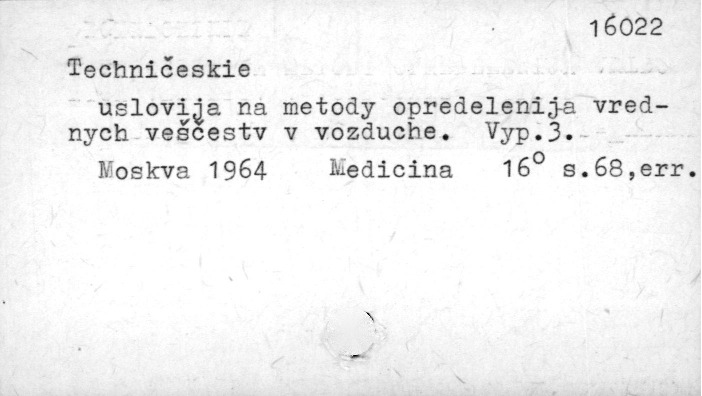 16022
Techničeskie
uslovija na metody opredelenija vred-
nych veščestv v vozduche. Vyp.3.
Moskva 1964 Medicina 16° s.68,err.